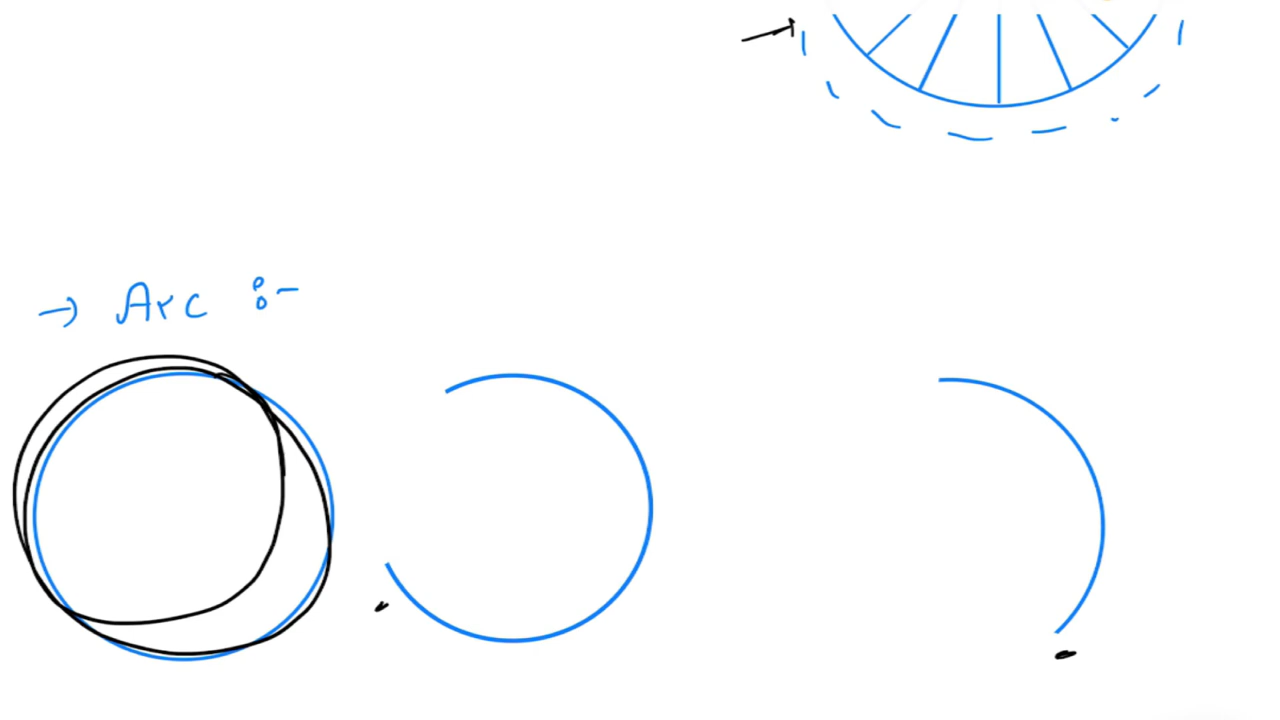 → Arc :-